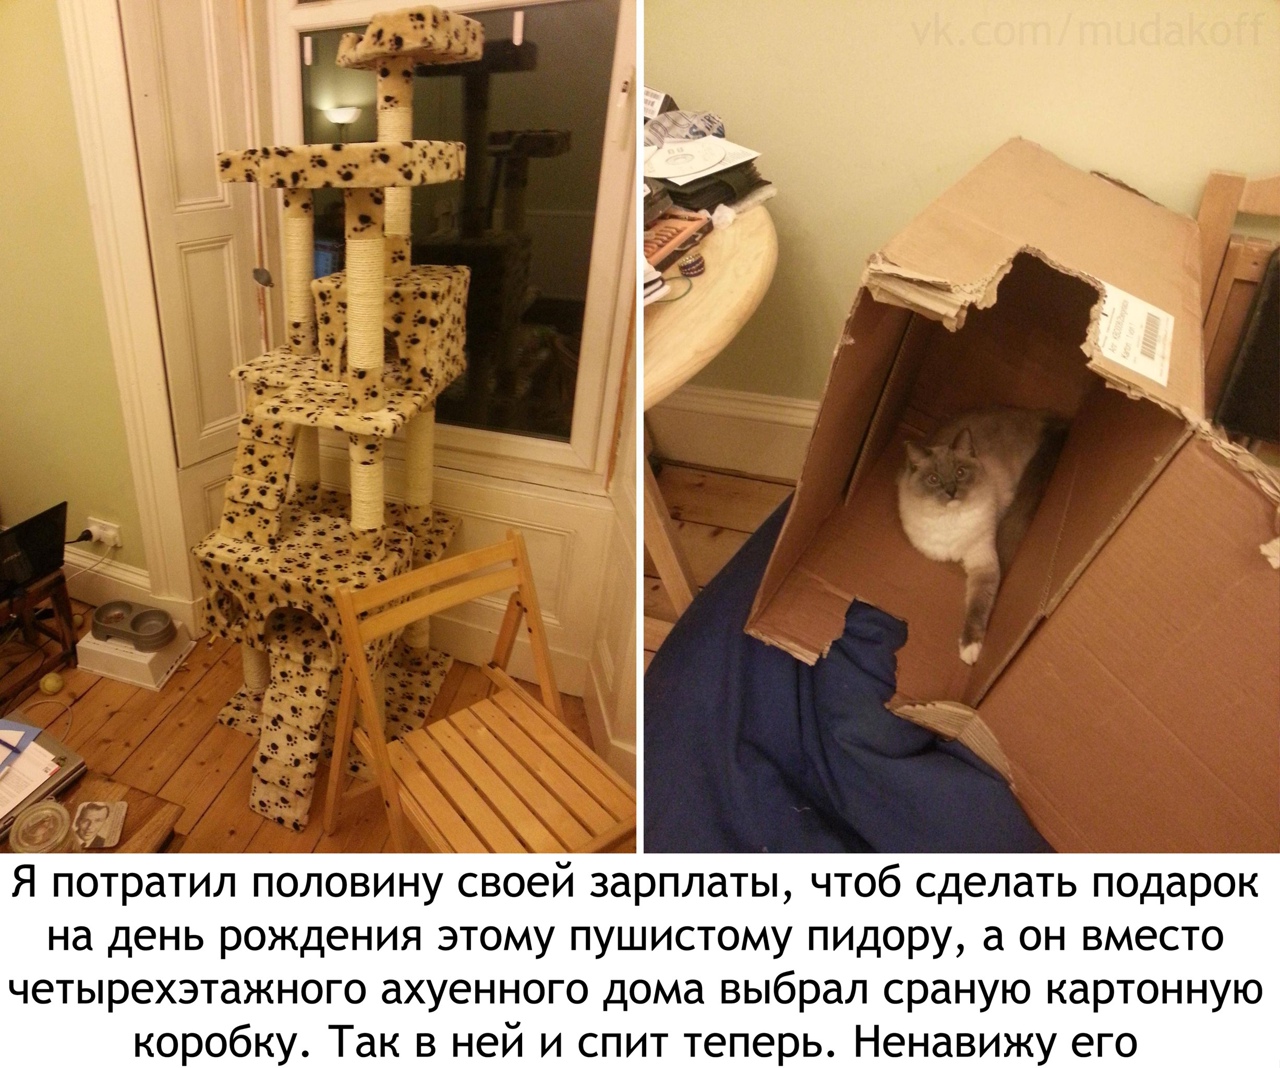 vk.com/mudakoff
Я потратил половину своей зарплаты, чтоб сделать подарок
на день рождения этому пушистому пидору, а он вместо
четырехэтажного ахуенного дома выбрал сраную картонную
коробку. Так в ней и спит теперь. Ненавижу его